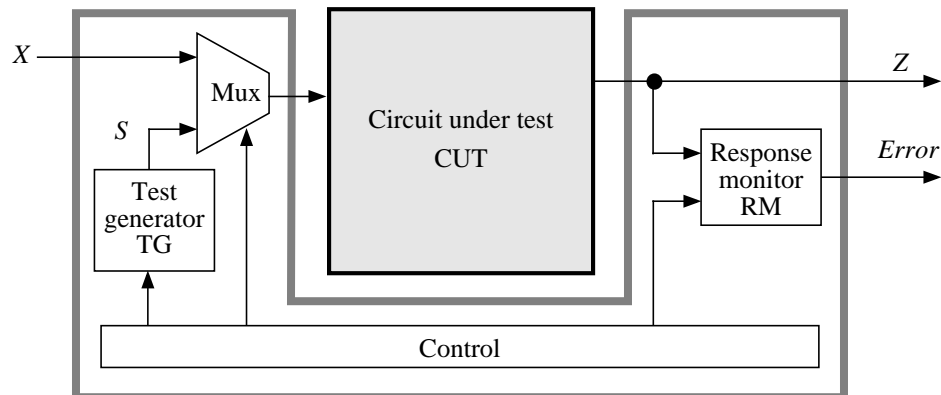 X
Mux
S
Test
generator
TG
Circuit under test
CUT
Z
Response
monitor
RM
Error
Control